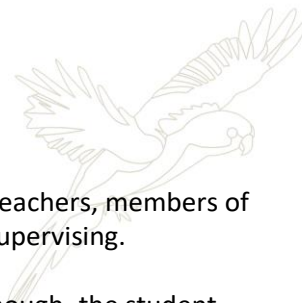 eachers, members of
upervising.
ough, the student